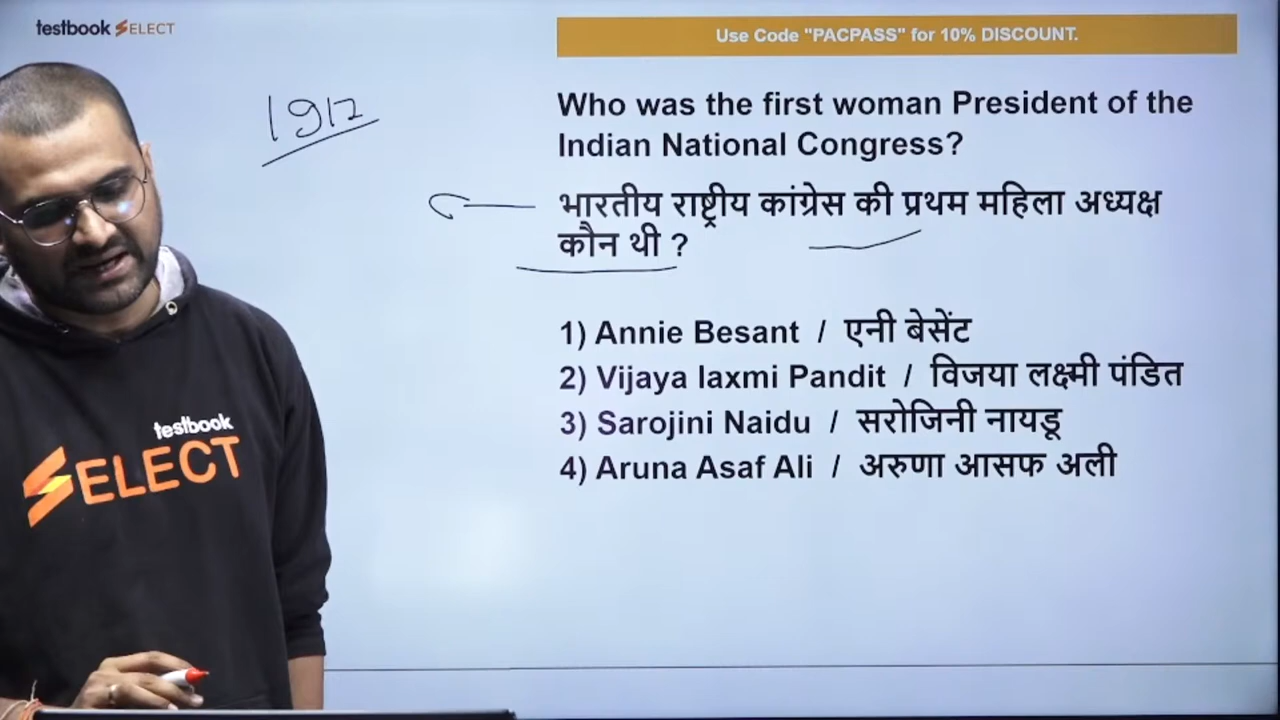 testbook SELECT
Use Code "PACPASS" for 10% DISCOUNT.
1917
Who was the first woman President of the
Indian National Congress?
भारतीय राष्ट्रीय कांग्रेस की प्रथम महिला अध्यक्ष
कौन थी ?
1) Annie Besant / एनी बेसेंट
2) Vijaya laxmi Pandit / विजया लक्ष्मी पंडित
3) Sarojini Naidu / सरोजिनी नायडू
4) Aruna Asaf Ali / अरुणा आसफ अली
testbook
SELECT